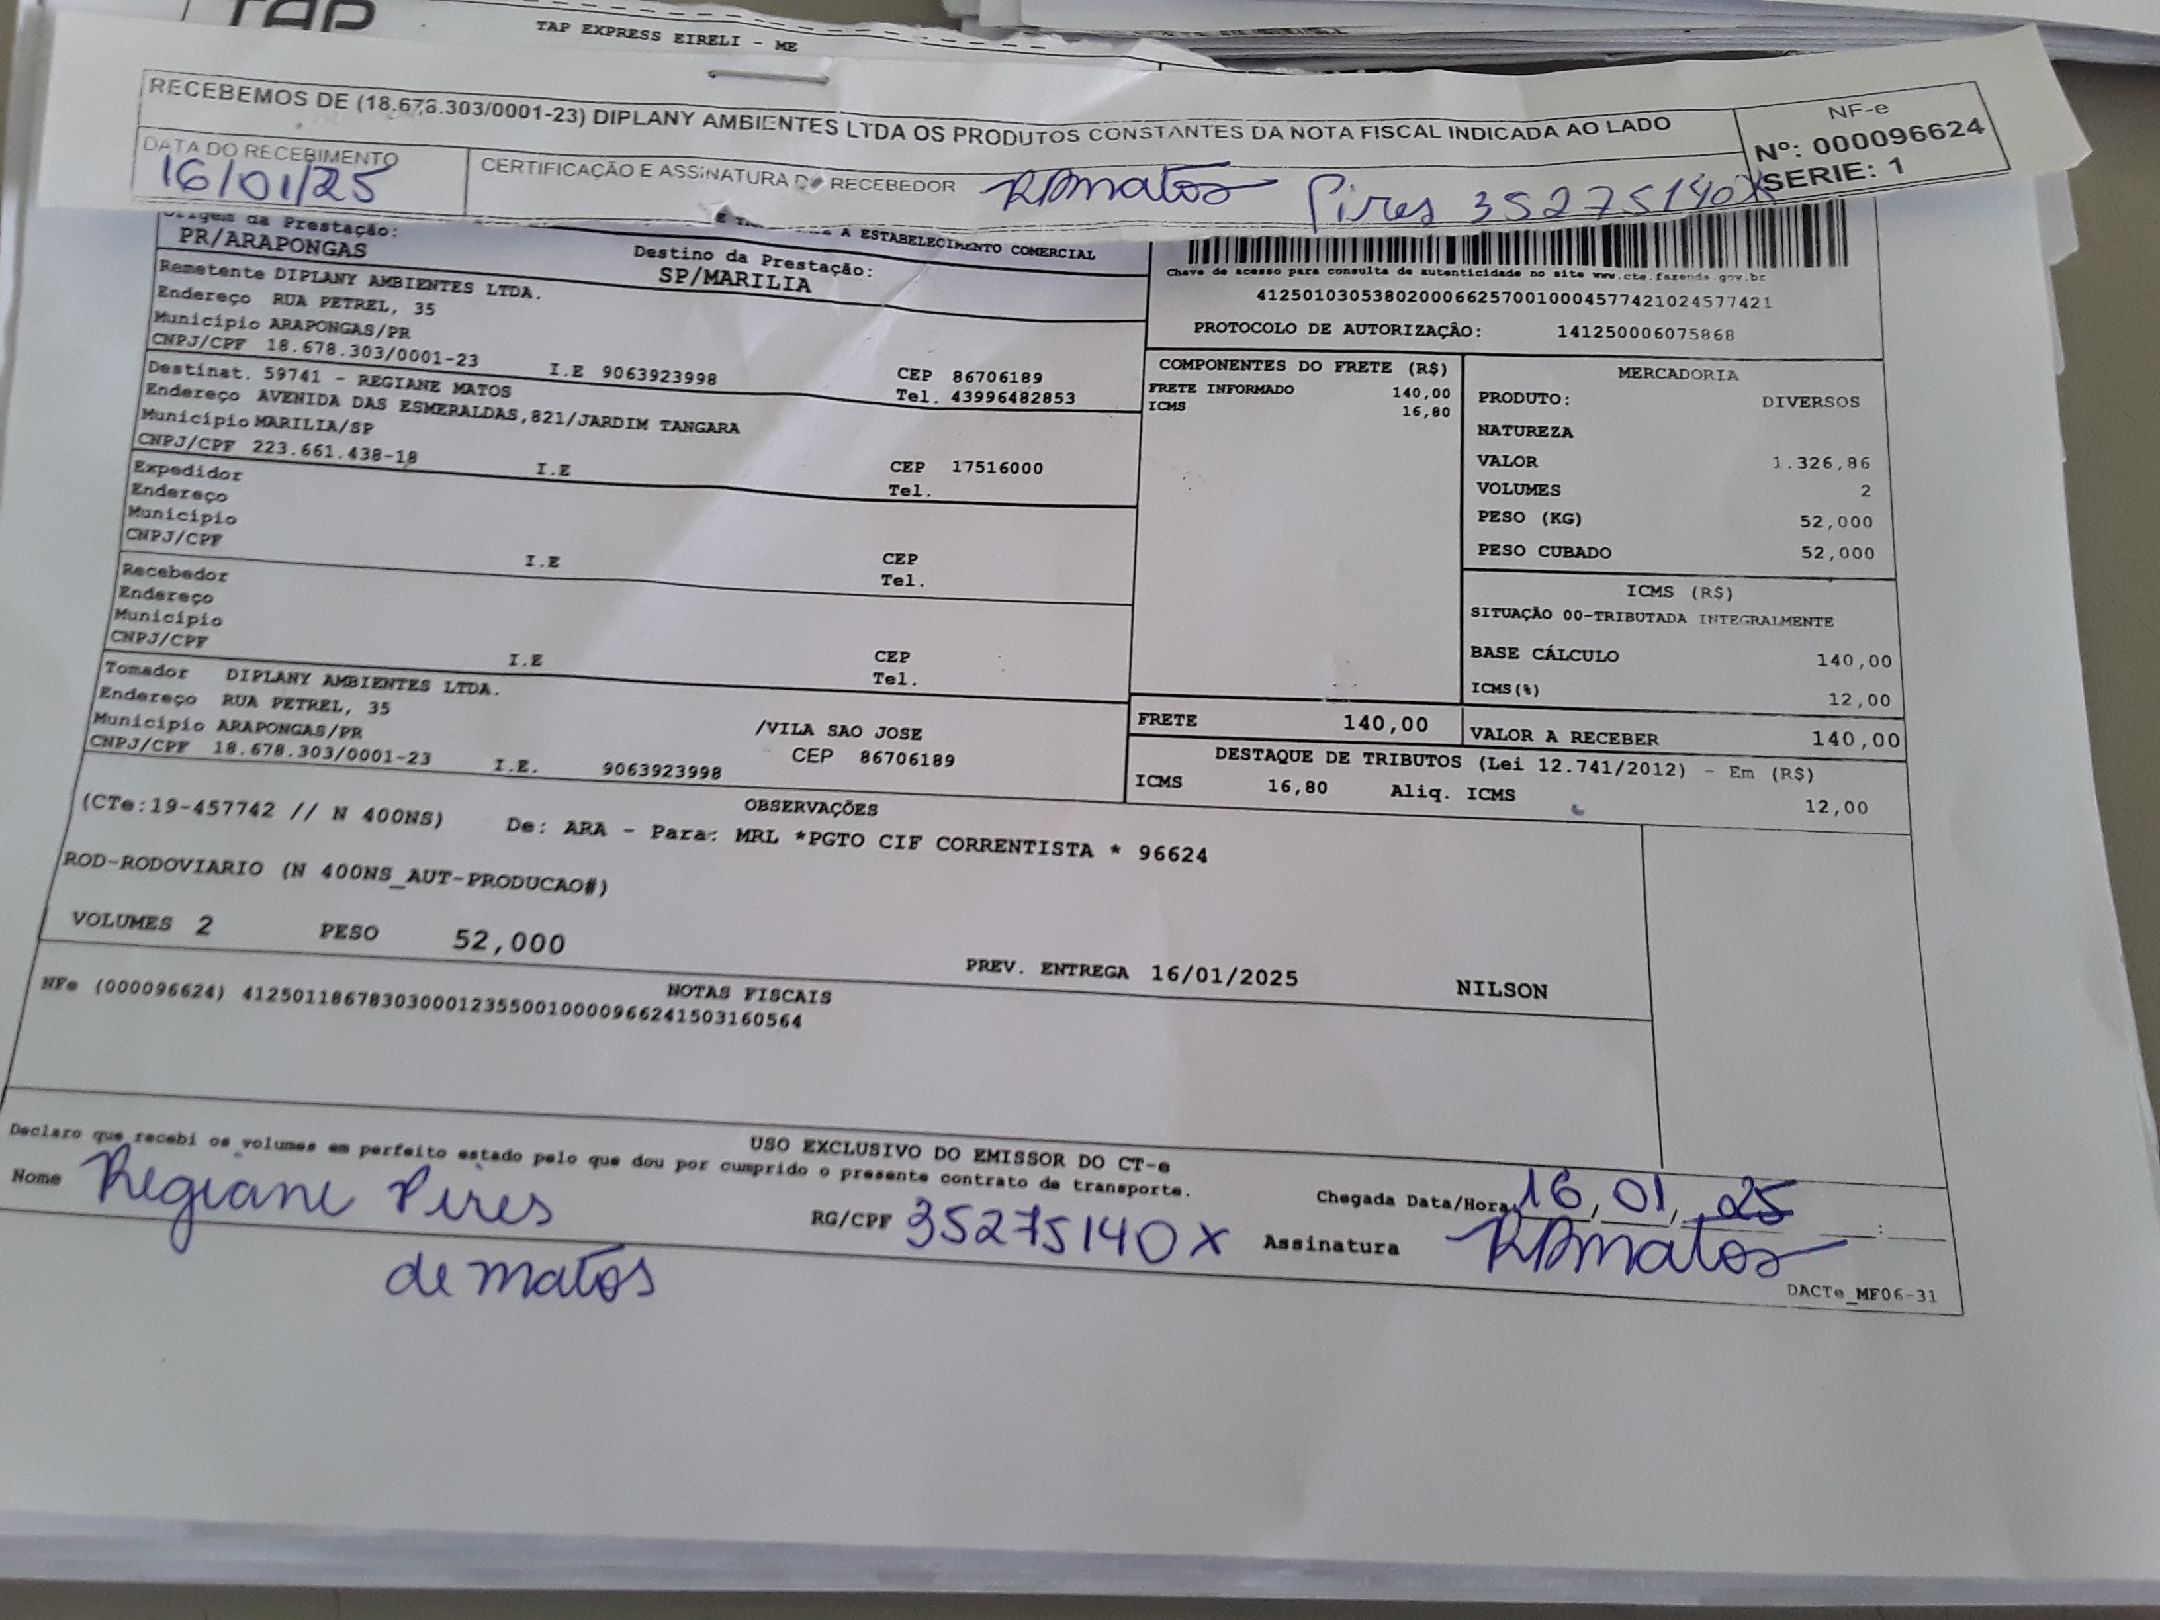 TAP
TAP EXPRESS EIRELI - ME
RECEBEMOS DE (18.678.303/0001-23) DIPLANY AMBIENTES LTDA OS PRODUTOS CONSTANTES DA NOTA FISCAL INDICADA AO LADO
NF-e
Nº: 000096624
SERIE: 1
DATA DO RECEBIMENTO
16/01/25
CERTIFICAÇÃO E ASSINATURA DO RECEBEDOR
RPMatos Pires 35275140X
A ESTABELECIMENTO COMERCIAL
Origem da Prestação:
PR/ARAPONGAS
Destino da Prestação:
SP/MARILIA
Chave de acesso para consulta de autenticidade no site www.cte.fazenda.gov.br
41250103053802000662570010004577421024577421
PROTOCOLO DE AUTORIZAÇÃO: 141250006075868
Remetente DIPLANY AMBIENTES LTDA.
Endereço RUA PETREL, 35
Município ARAPONGAS/PR
CNPJ/CPF 18.678.303/0001-23 I.E 9063923998
CEP 86706189
Tel. 43996482853
Destinat. 59741 - REGIANE MATOS
Endereço AVENIDA DAS ESMERALDAS,821/JARDIM TANGARA
Município MARILIA/SP
CNPJ/CPF 223.661.438-18 I.E CEP 17516000
Tel.
Expedidor
Endereço
Município
CNPJ/CPF I.E CEP
Tel.
Recebedor
Endereço
Município
CNPJ/CPF I.E CEP
Tel.
Tomador DIPLANY AMBIENTES LTDA.
Endereço RUA PETREL, 35 /VILA SAO JOSE
Município ARAPONGAS/PR CEP 86706189
CNPJ/CPF 18.678.303/0001-23 I.E. 9063923998
COMPONENTES DO FRETE (R$)
FRETE INFORMADO 140,00
ICMS 16,80
MERCADORIA
PRODUTO: DIVERSOS
NATUREZA
VALOR 1.326,86
VOLUMES 2
PESO (KG) 52,000
PESO CUBADO 52,000
ICMS (R$)
SITUAÇÃO 00-TRIBUTADA INTEGRALMENTE
BASE CÁLCULO 140,00
ICMS(%) 12,00
FRETE 140,00
VALOR A RECEBER 140,00
DESTAQUE DE TRIBUTOS (Lei 12.741/2012) - Em (R$)
ICMS 16,80 Aliq. ICMS 12,00
OBSERVAÇÕES
(CTe:19-457742 // N 400NS) De: ARA - Para: MRL *PGTO CIF CORRENTISTA * 96624
ROD-RODOVIARIO (N 400NS_AUT-PRODUCAO#)
VOLUMES 2 PESO 52,000 PREV. ENTREGA 16/01/2025 NILSON
NOTAS FISCAIS
NFe (000096624) 41250118678303000123550010000966241503160564
USO EXCLUSIVO DO EMISSOR DO CT-e
Declaro que recebi os volumes em perfeito estado pelo que dou por cumprido o presente contrato de transporte.
Nome Regiane Pires
de Matos
RG/CPF 35275140X
Chegada Data/Hora 16, 01, 25 :
Assinatura RPMatos
DACTe_MF06-31